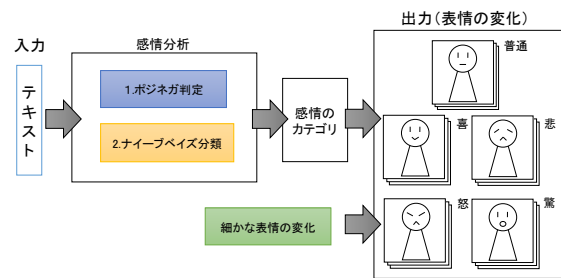 入力
テキスト
感情分析
1.ポジネガ判定
2.ナイーブベイズ分類
感情の
カテゴリ
細かな表情の変化
出力(表情の変化)
普通
喜
悲
怒
驚